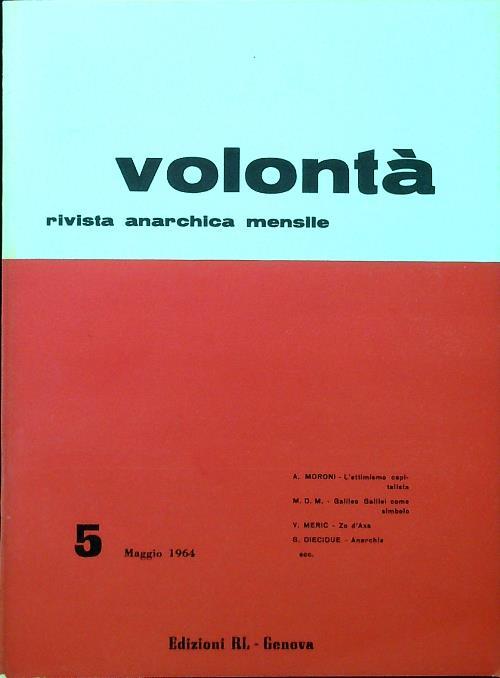 volontà
rivista anarchica mensile
A. MORONI - L'ottimismo capi-
talista
M. D. M. - Galileo Galilei come
simbolo
V. MERIC - Zo d'Axa
S. DIECIDUE - Anarchia
ecc.
5 Maggio 1964
Edizioni RL - Genova